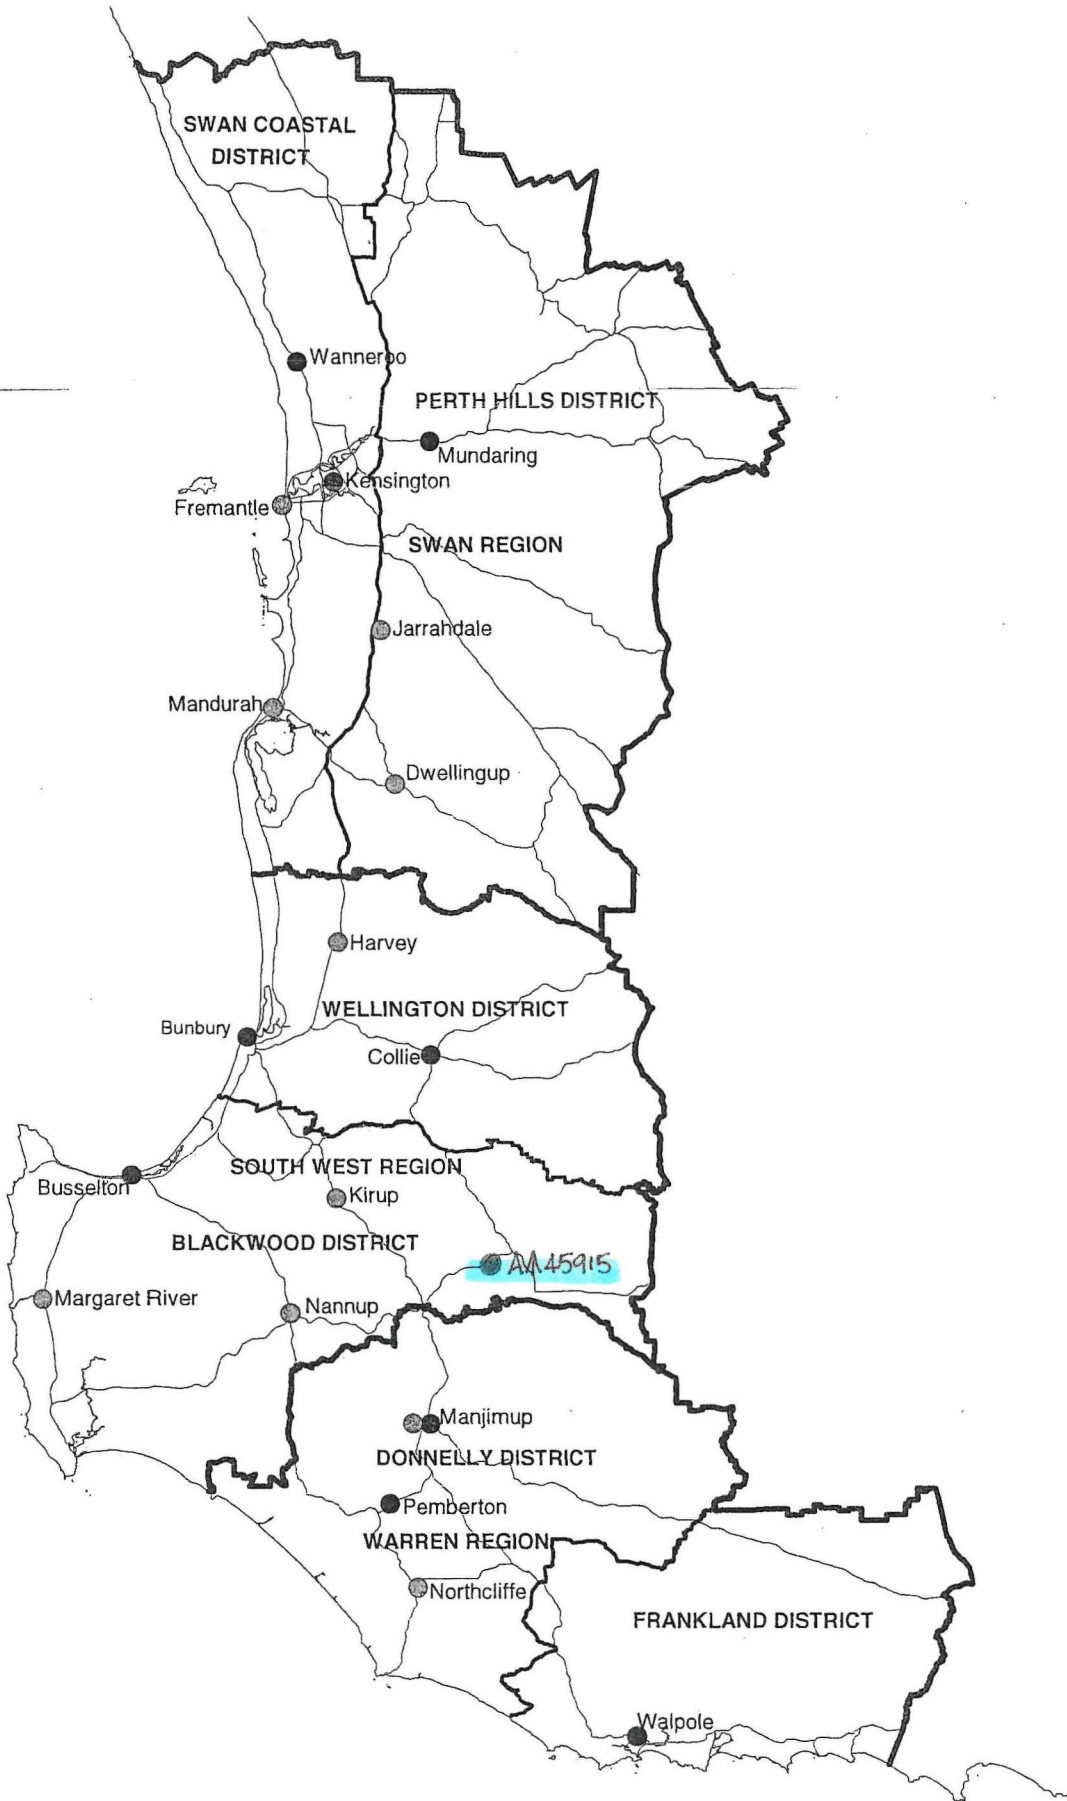 SWAN COASTAL
DISTRICT
Wanneroo
PERTH HILLS DISTRICT
Mundaring
Kensington
Fremantle
SWAN REGION
Jarrahdale
Mandurah
Dwellingup
Harvey
WELLINGTON DISTRICT
Bunbury
Collie
SOUTH WEST REGION
Busselton
Kirup
BLACKWOOD DISTRICT
AA45915
Margaret River
Nannup
Manjimup
DONNELLY DISTRICT
Pemberton
WARREN REGION
Northcliffe
FRANKLAND DISTRICT
Walpole